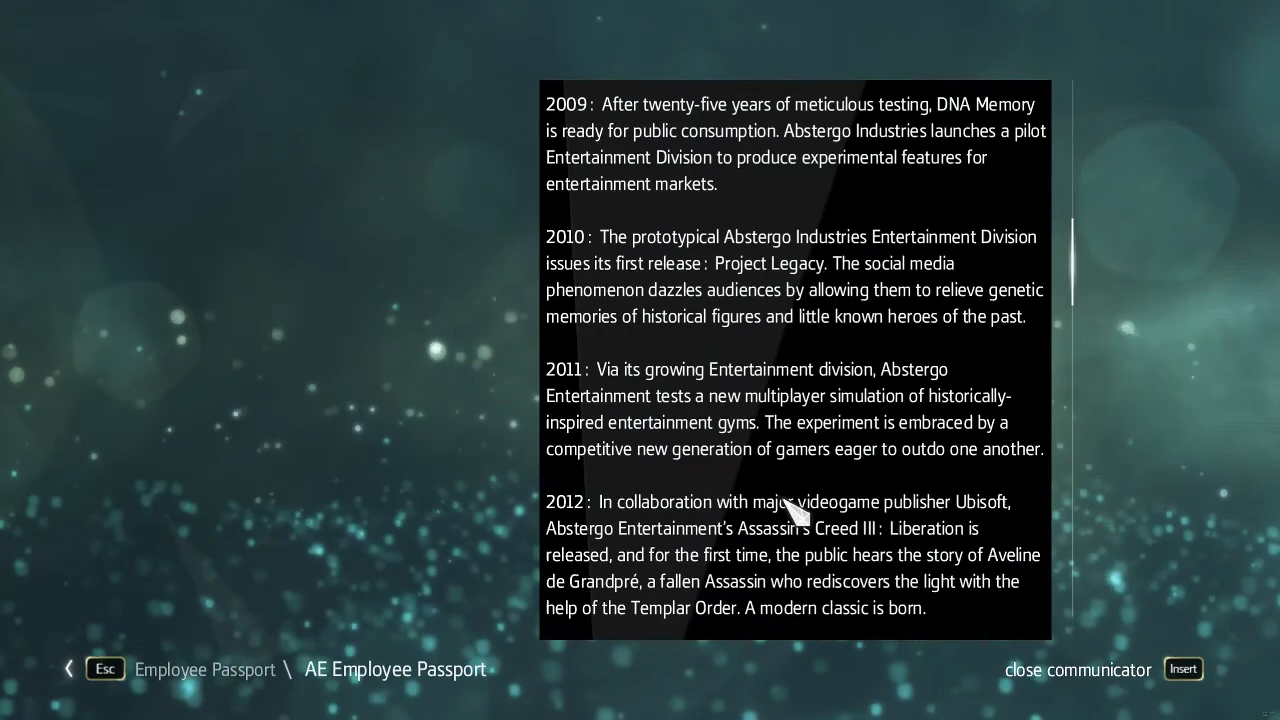 2009 : After twenty-five years of meticulous testing, DNA Memory
is ready for public consumption. Abstergo Industries launches a pilot
Entertainment Division to produce experimental features for
entertainment markets.
2010 : The prototypical Abstergo Industries Entertainment Division
issues its first release : Project Legacy. The social media
phenomenon dazzles audiences by allowing them to relieve genetic
memories of historical figures and little known heroes of the past.
2011 : Via its growing Entertainment division, Abstergo
Entertainment tests a new multiplayer simulation of historically-
inspired entertainment gyms. The experiment is embraced by a
competitive new generation of gamers eager to outdo one another.
2012 : In collaboration with major videogame publisher Ubisoft,
Abstergo Entertainment's Assassin's Creed III : Liberation is
released, and for the first time, the public hears the story of Aveline
de Grandpré, a fallen Assassin who rediscovers the light with the
help of the Templar Order. A modern classic is born.
Esc Employee Passport \ AE Employee Passport
close communicator Insert